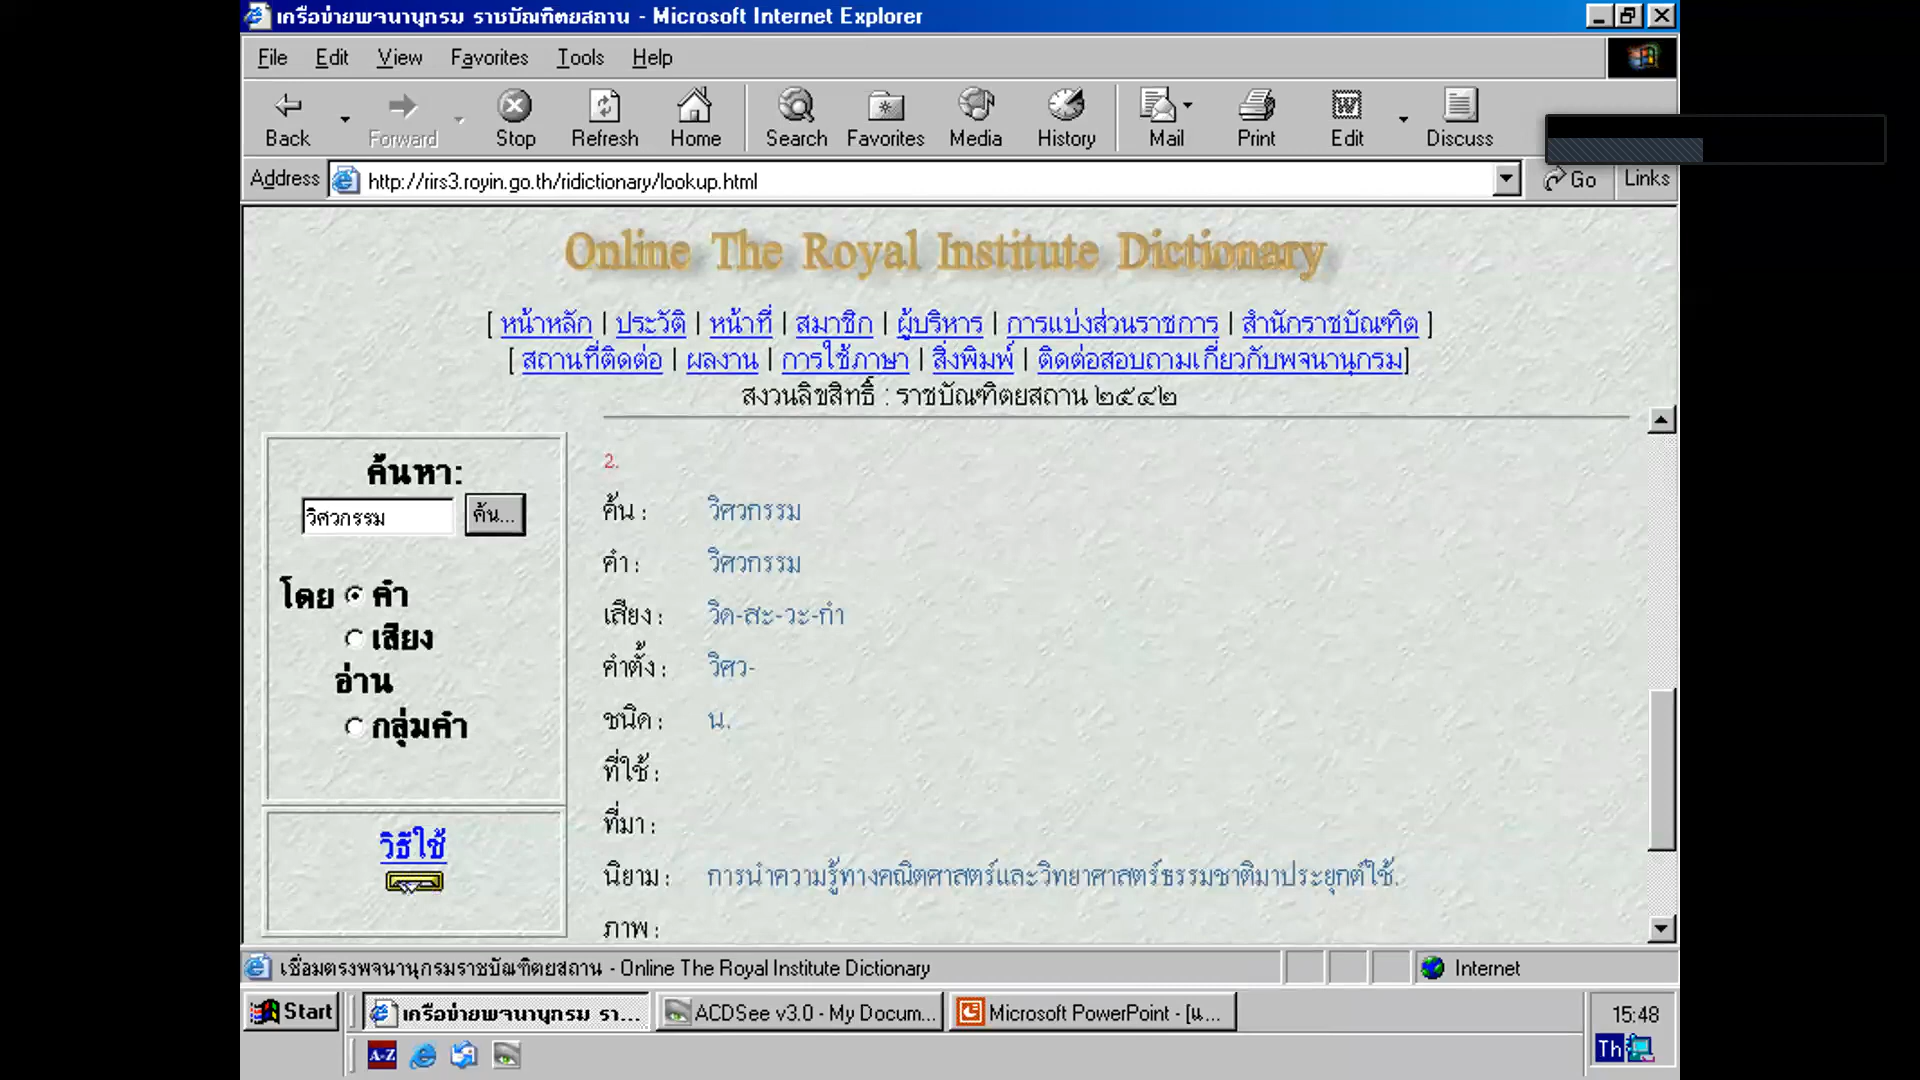 เครือข่ายพจนานุกรม ราชบัณฑิตยสถาน - Microsoft Internet Explorer
File Edit View Favorites Tools Help
Back Forward Stop Refresh Home Search Favorites Media History Mail Print Edit Discuss
Address http://rirs3.royin.go.th/ridictionary/lookup.html Go Links
Online The Royal Institute Dictionary
[ หน้าหลัก | ประวัติ | หน้าที่ | สมาชิก | ผู้บริหาร | การแบ่งส่วนราชการ | สำนักราชบัณฑิต ]
[ สถานที่ติดต่อ | ผลงาน | การใช้ภาษา | สิ่งพิมพ์ | ติดต่อสอบถามเกี่ยวกับพจนานุกรม]
สงวนลิขสิทธิ์ : ราชบัณฑิตยสถาน ๒๕๔๒
ค้นหา:
วิศวกรรม ค้น...
โดย คำ
เสียง
อ่าน
กลุ่มคำ
วิธีใช้
2.
ค้น : วิศวกรรม
คำ : วิศวกรรม
เสียง : วิด-สะ-วะ-กำ
คำตั้ง : วิศว-
ชนิด : น.
ที่ใช้ :
ที่มา :
นิยาม : การนำความรู้ทางคณิตศาสตร์และวิทยาศาสตร์ธรรมชาติมาประยุกต์ใช้.
ภาพ :
เชื่อมตรงพจนานุกรมราชบัณฑิตยสถาน - Online The Royal Institute Dictionary Internet
Start เครือข่ายพจนานุกรม รา... ACDSee v3.0 - My Docum... Microsoft PowerPoint - [แ... 15:48
A-Z Th